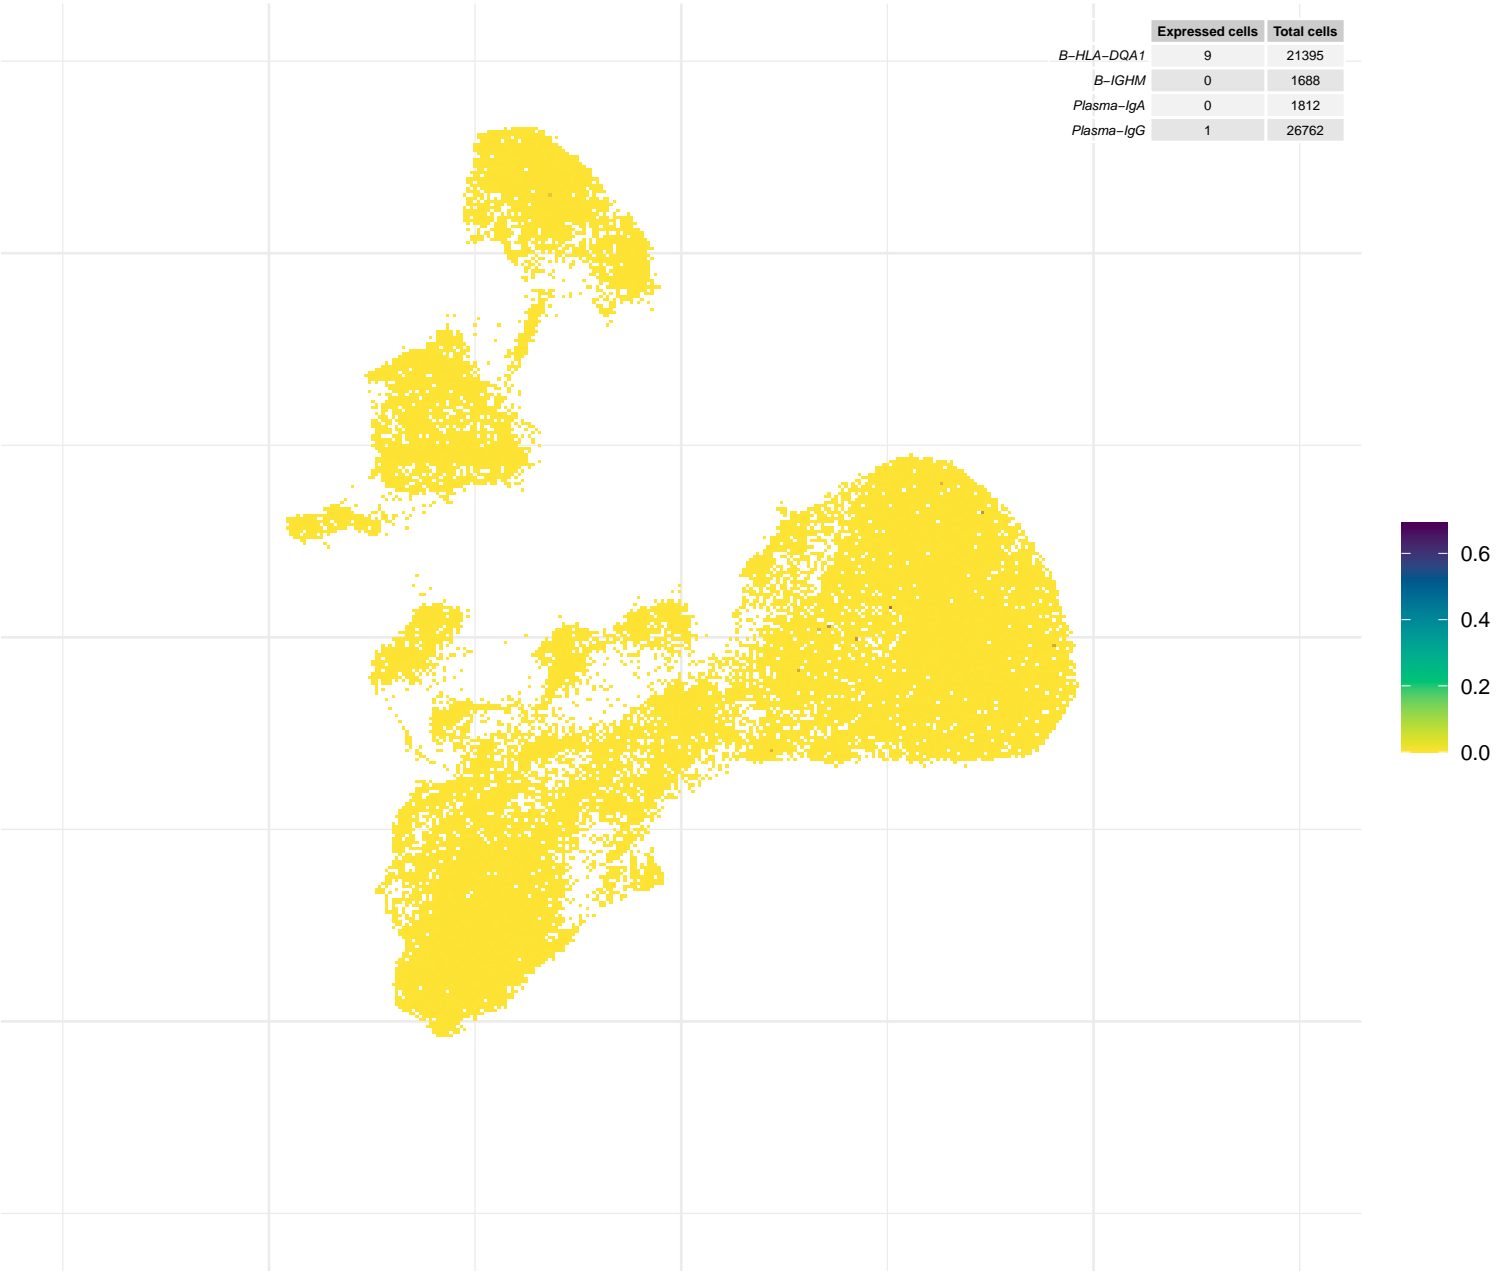 Expressed cells Total cells
B−HLA−DQA1 9 21395
B−IGHM 0 1688
Plasma−IgA 0 1812
Plasma−IgG 1 26762
0.6
0.4
0.2
0.0